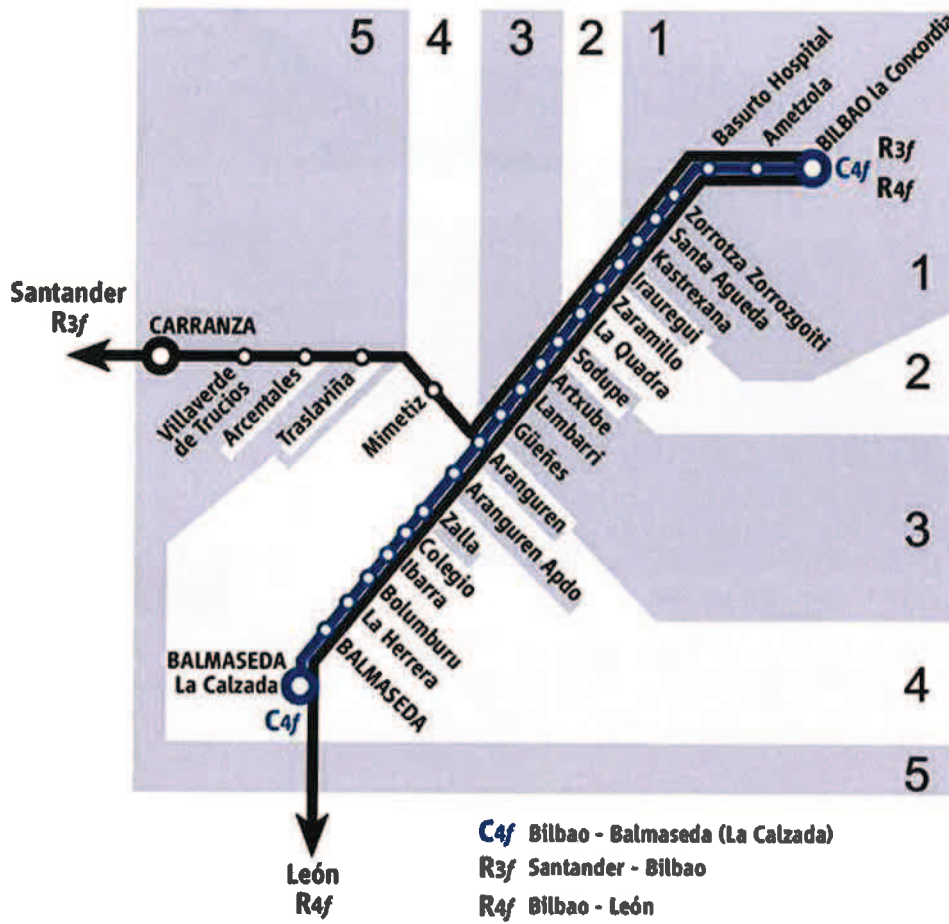 5 4 3 2 1
Basurto Hospital
Ametzola
BILBAO la Concordia
C4f
R3f
R4f
Zorrotza Zorrozgoiti
Santa Agueda
Kastrexana
Irauregui
Zaramillo
La Quadra
Sodupe
Artxube
Lambarri
Güeñes
Aranguren
Aranguren Apdo
Zalla
Colegio
Ibarra
Bolumburu
La Herrera
BALMASEDA
BALMASEDA
La Calzada
C4f
Santander
R3f
CARRANZA
Villaverde
de Trucios
Arcentales
Traslaviña
Mimetiz
1
2
3
4
5
León
R4f
C4f Bilbao - Balmaseda (La Calzada)
R3f Santander - Bilbao
R4f Bilbao - León